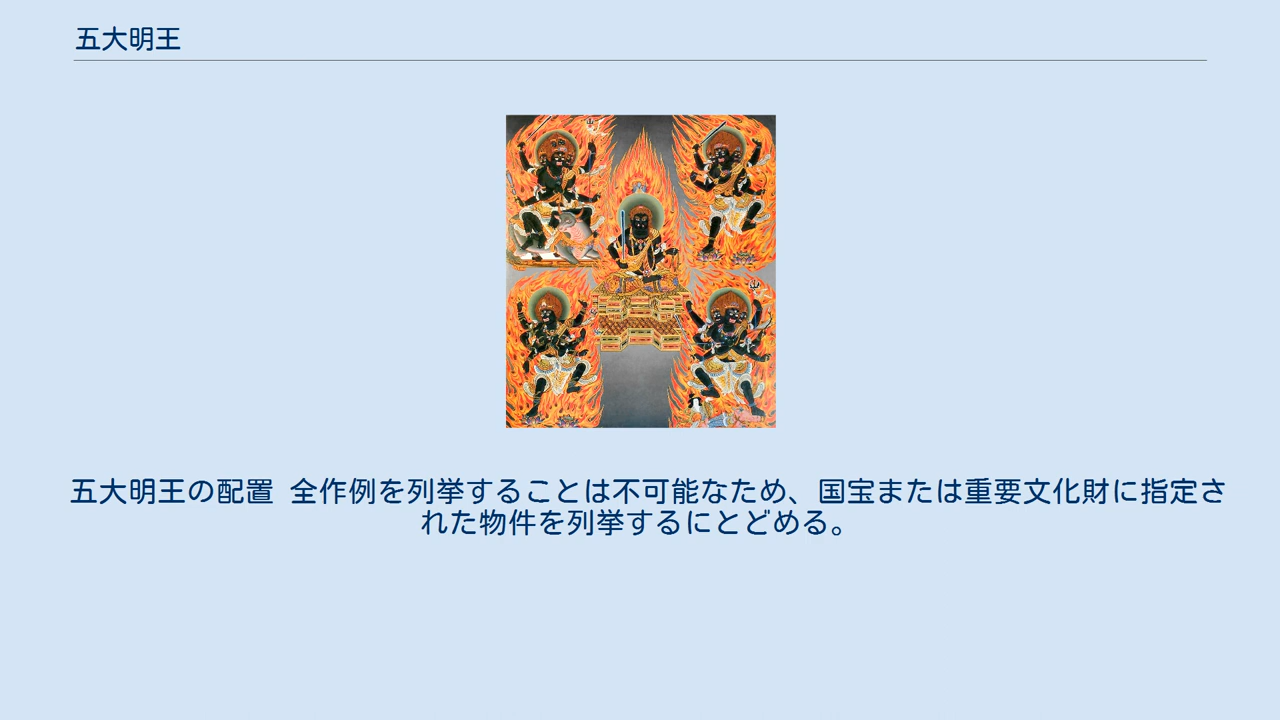 五大明王
五大明王の配置 全作例を列挙することは不可能なため、国宝または重要文化財に指定さ
れた物件を列挙するにとどめる。